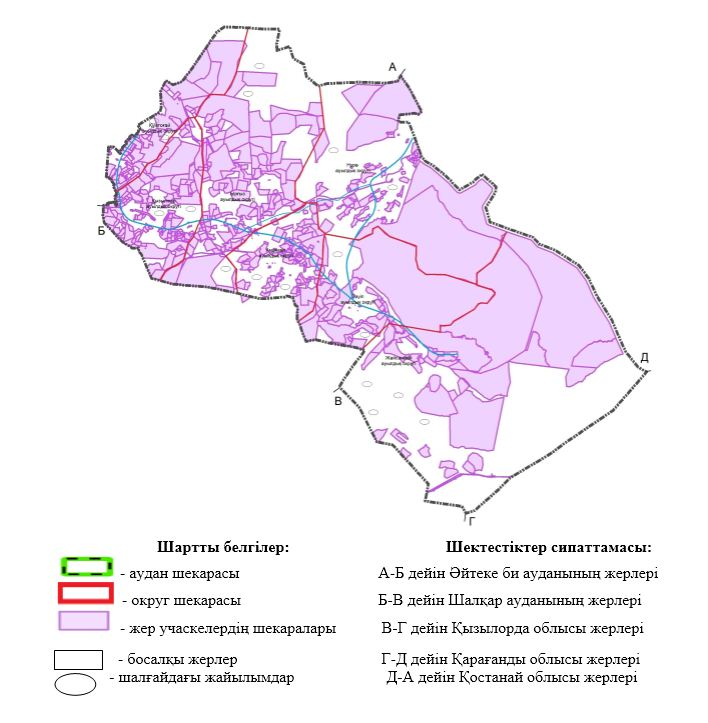 А
Б
В
Г
Д
Шартты белгілер:
- аудан шекарасы
- округ шекарасы
- жер учаскелердің шекаралары
- босалқы жерлер
- шалғайдағы жайылымдар
Шектестіктер сипаттамасы:
А-Б дейін Әйтеке би ауданының жерлері
Б-В дейін Шалқар ауданының жерлері
В-Г дейін Қызылорда облысы жерлері
Г-Д дейін Қарағанды облысы жерлері
Д-А дейін Қостанай облысы жерлері